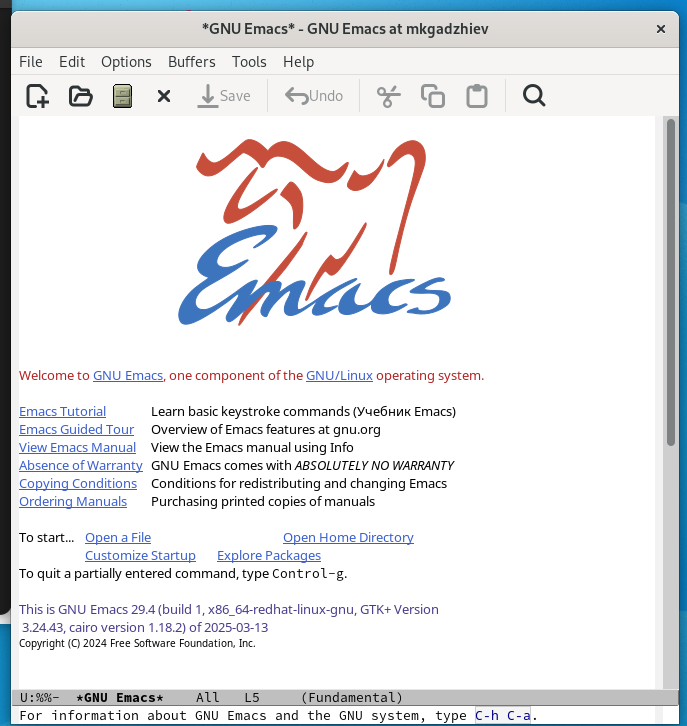 *GNU Emacs* - GNU Emacs at mkgadzhiev
File Edit Options Buffers Tools Help
Save Undo
Emacs
Welcome to GNU Emacs, one component of the GNU/Linux operating system.
Emacs Tutorial Learn basic keystroke commands (Учебник Emacs)
Emacs Guided Tour Overview of Emacs features at gnu.org
View Emacs Manual View the Emacs manual using Info
Absence of Warranty GNU Emacs comes with ABSOLUTELY NO WARRANTY
Copying Conditions Conditions for redistributing and changing Emacs
Ordering Manuals Purchasing printed copies of manuals
To start... Open a File Open Home Directory
Customize Startup Explore Packages
To quit a partially entered command, type Control-g.
This is GNU Emacs 29.4 (build 1, x86_64-redhat-linux-gnu, GTK+ Version
3.24.43, cairo version 1.18.2) of 2025-03-13
Copyright (C) 2024 Free Software Foundation, Inc.
U:%%- *GNU Emacs* All L5 (Fundamental)
For information about GNU Emacs and the GNU system, type C-h C-a.